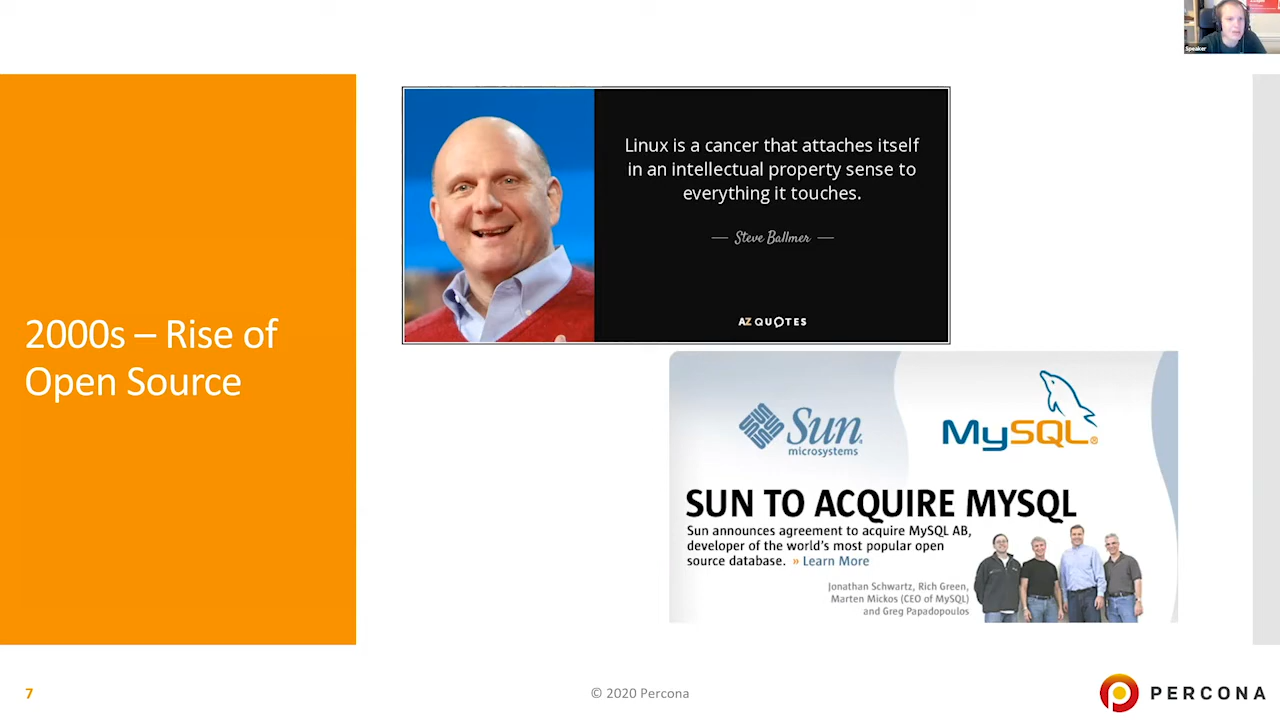 Speaker
2000s – Rise of
Open Source
Linux is a cancer that attaches itself
in an intellectual property sense to
everything it touches.
— Steve Ballmer —
AZ QUOTES
Sun
microsystems
MySQL®
SUN TO ACQUIRE MYSQL
Sun announces agreement to acquire MySQL AB,
developer of the world's most popular open
source database. » Learn More
Jonathan Schwartz, Rich Green,
Marten Mickos (CEO of MySQL)
and Greg Papadopoulos
7
© 2020 Percona
PERCONA